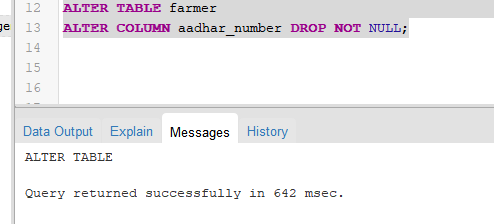 12 ALTER TABLE farmer
13 ALTER COLUMN aadhar_number DROP NOT NULL;
14
15
16
Data Output Explain Messages History
ALTER TABLE
Query returned successfully in 642 msec.